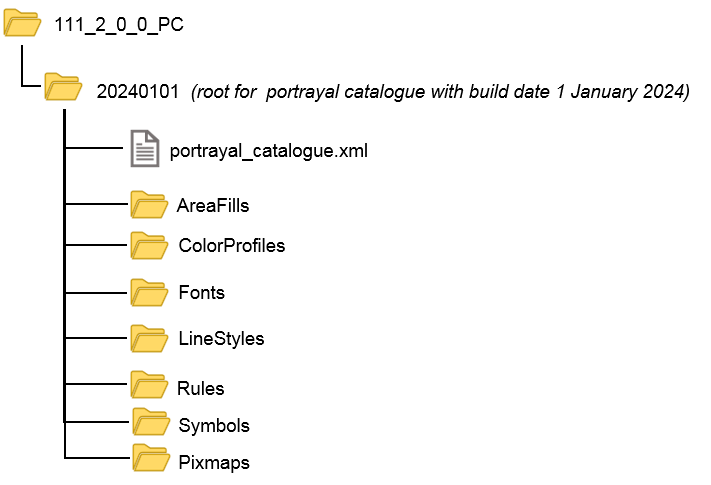 111_2_0_0_PC
20240101 (root for portrayal catalogue with build date 1 January 2024)
portrayal_catalogue.xml
AreaFills
ColorProfiles
Fonts
LineStyles
Rules
Symbols
Pixmaps